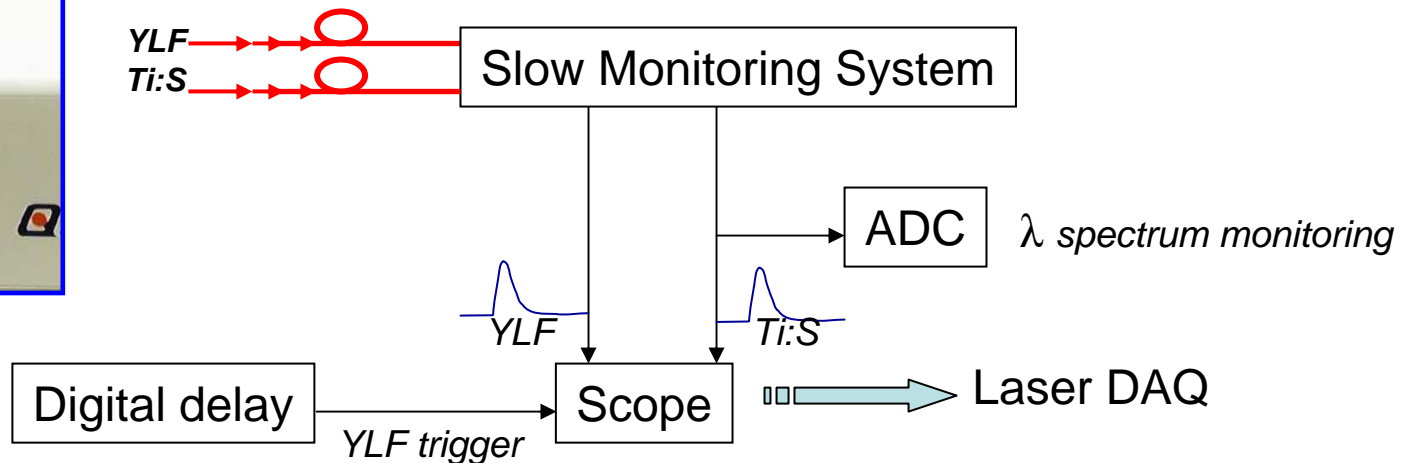 YLF
Ti:S
Slow Monitoring System
ADC
λ spectrum monitoring
YLF
Ti:S
Digital delay
Scope
Laser DAQ
YLF trigger